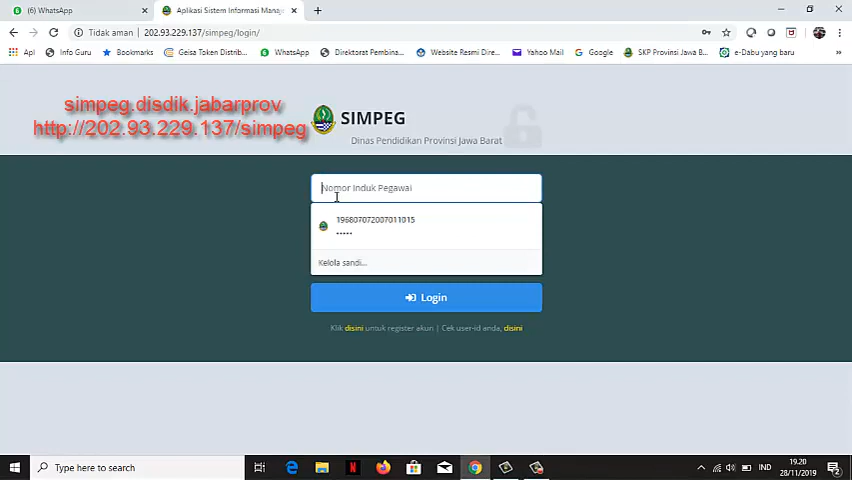 (6) WhatsApp
Aplikasi Sistem Informasi Manaj
Tidak aman
202.93.229.137/simpeg/login/
Apl
Info Guru
Bookmarks
Geisa Token Distrib...
WhatsApp
Direktorat Pembina...
Website Resmi Dire...
Yahoo Mail
Google
SKP Provinsi Jawa B...
e-Dabu yang baru
simpeg.disdik.jabarprov
http://202.93.229.137/simpeg
SIMPEG
Dinas Pendidikan Provinsi Jawa Barat
Nomor Induk Pegawai
196807072007011015
•••••
Kelola sandi...
Login
Klik disini untuk register akun | Cek user-id anda, disini
Type here to search
IND
19.20
28/11/2019
2